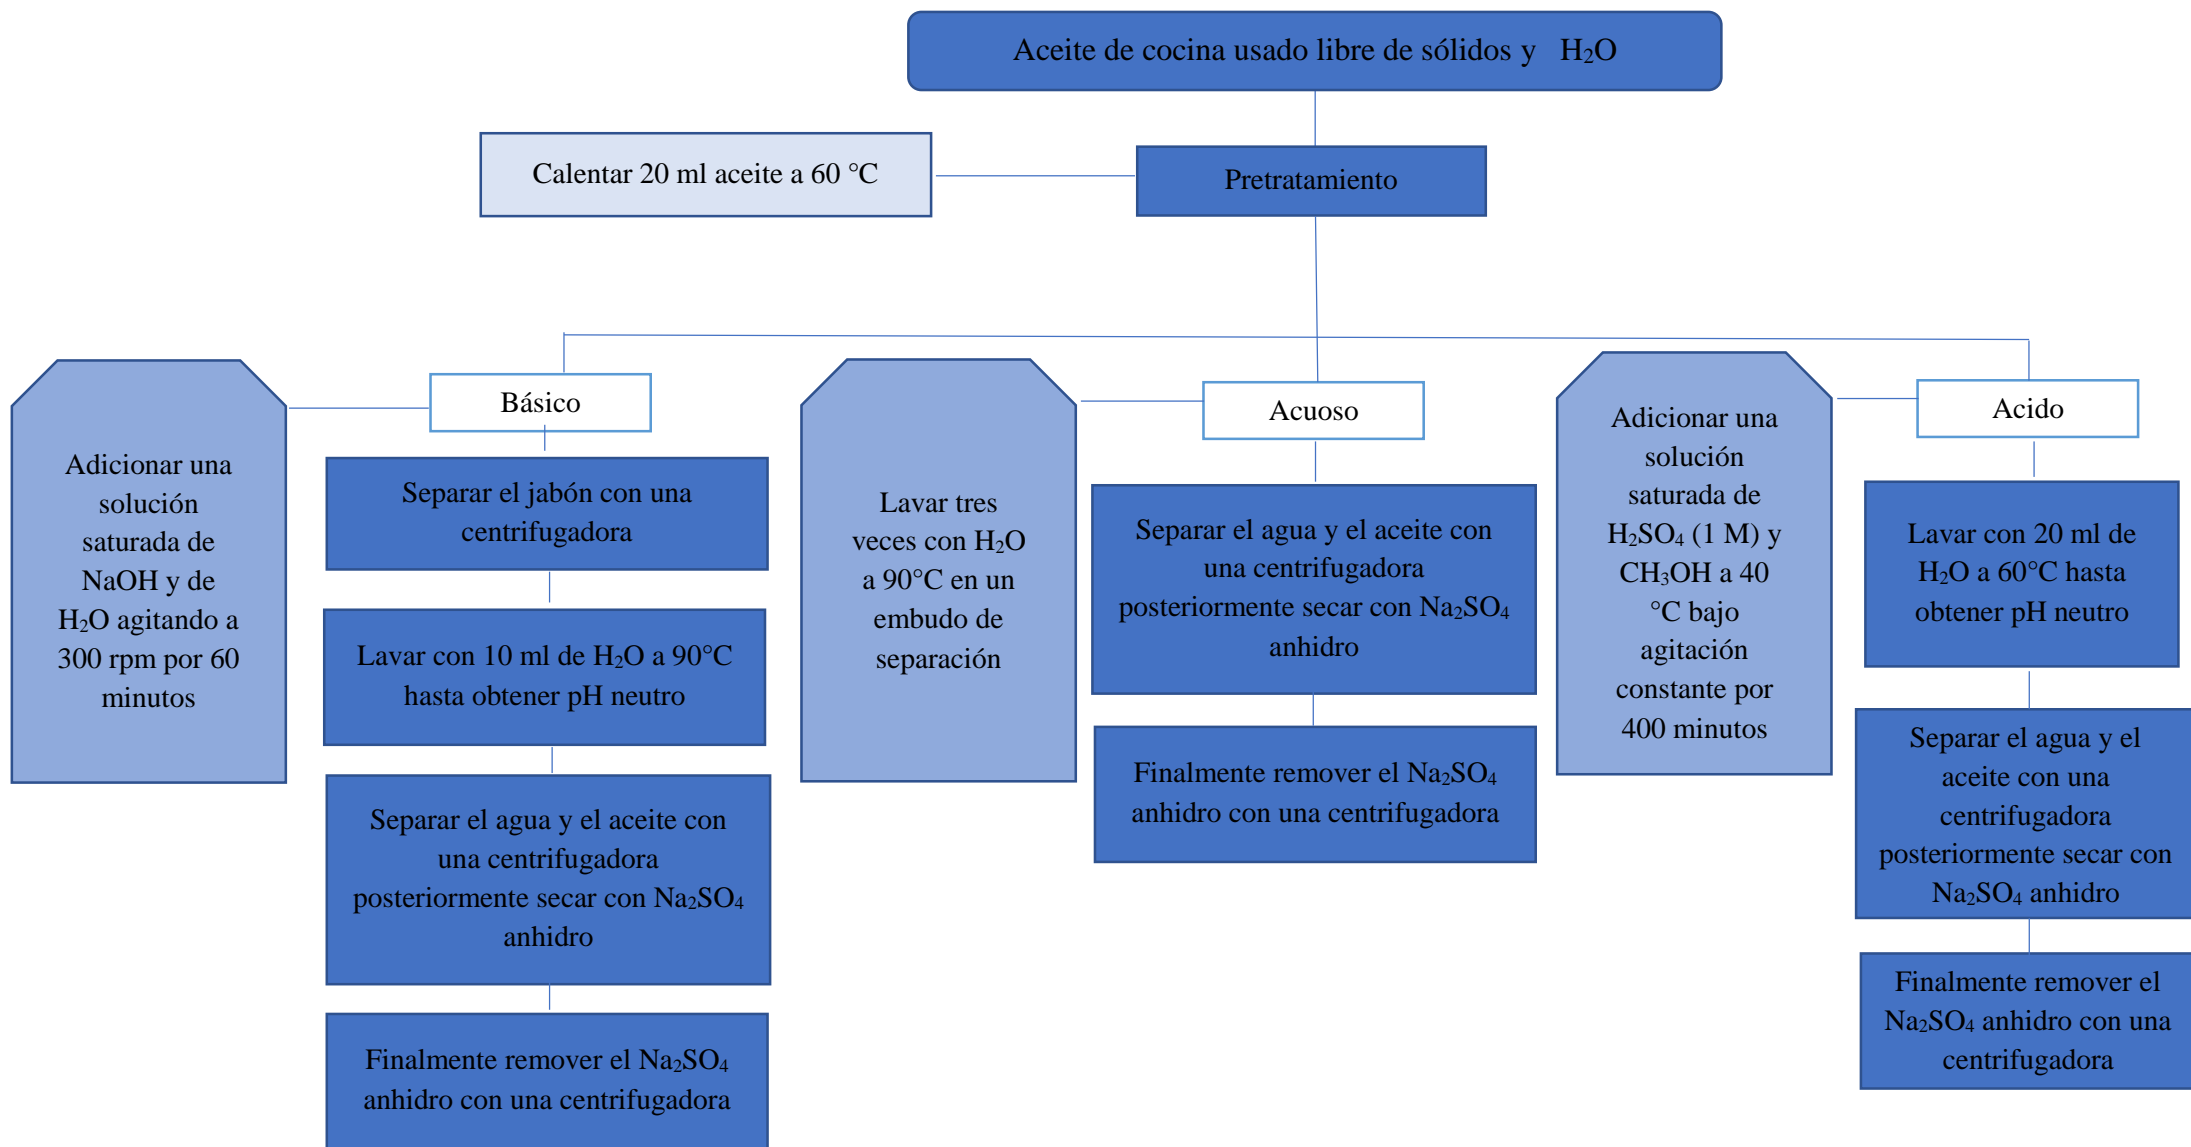 Aceite de cocina usado libre de sólidos y H₂O
Calentar 20 ml aceite a 60 °C
Pretratamiento
Básico
Adicionar una
solución
saturada de
NaOH y de
H₂O agitando a
300 rpm por 60
minutos
Separar el jabón con una
centrifugadora
Lavar con 10 ml de H₂O a 90°C
hasta obtener pH neutro
Separar el agua y el aceite con
una centrifugadora
posteriormente secar con Na₂SO₄
anhidro
Finalmente remover el Na₂SO₄
anhidro con una centrifugadora
Acuoso
Lavar tres
veces con H₂O
a 90°C en un
embudo de
separación
Separar el agua y el aceite con
una centrifugadora
posteriormente secar con Na₂SO₄
anhidro
Finalmente remover el Na₂SO₄
anhidro con una centrifugadora
Acido
Adicionar una
solución
saturada de
H₂SO₄ (1 M) y
CH₃OH a 40
°C bajo
agitación
constante por
400 minutos
Lavar con 20 ml de
H₂O a 60°C hasta
obtener pH neutro
Separar el agua y el
aceite con una
centrifugadora
posteriormente secar con
Na₂SO₄ anhidro
Finalmente remover el
Na₂SO₄ anhidro con una
centrifugadora